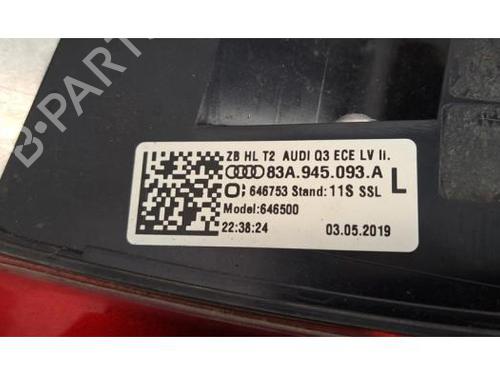 ZB HL T2 AUDI Q3 ECE LV li.
83A.945.093.A
L
646753 Stand:11S SSL
Model:646500
22:38:24 03.05.2019
B-PARTS